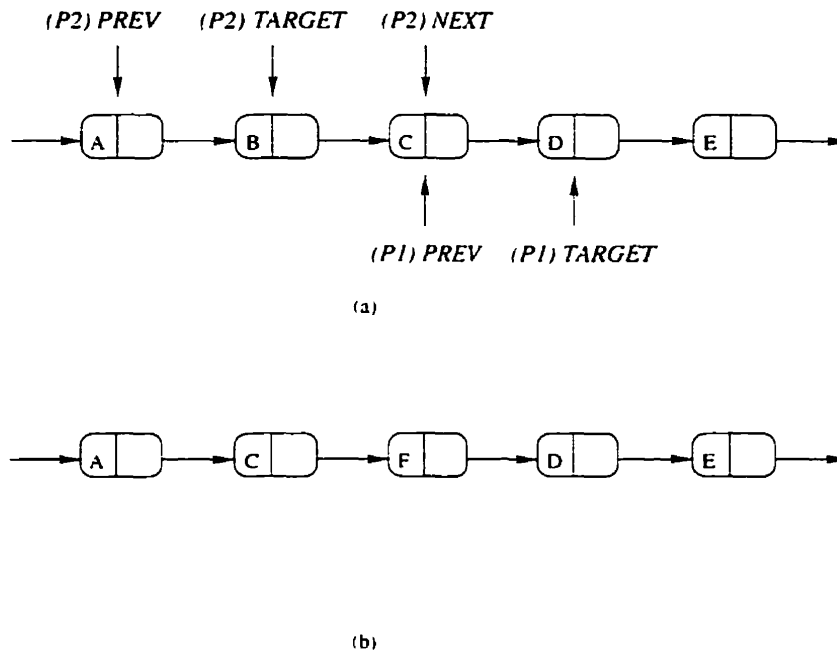 (P2) PREV (P2) TARGET (P2) NEXT
A B C D E
(P1) PREV (P1) TARGET
(a)
A C F D E
(b)